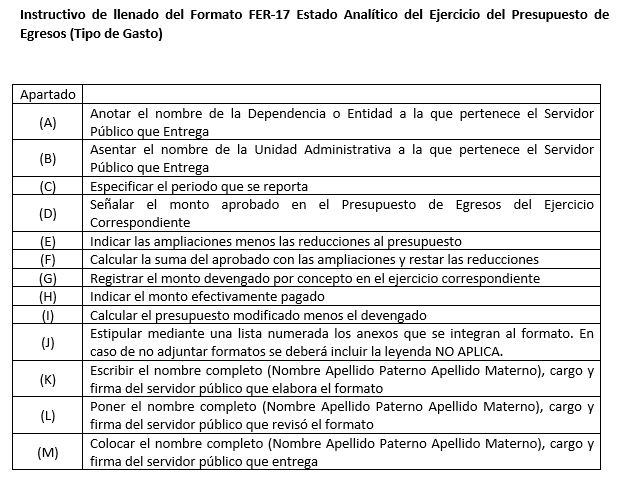 Instructivo de llenado del Formato FER-17 Estado Analítico del Ejercicio del Presupuesto de
Egresos (Tipo de Gasto)
Apartado
(A) Anotar el nombre de la Dependencia o Entidad a la que pertenece el Servidor
Público que Entrega
(B) Asentar el nombre de la Unidad Administrativa a la que pertenece el Servidor
Público que Entrega
(C) Especificar el periodo que se reporta
(D) Señalar el monto aprobado en el Presupuesto de Egresos del Ejercicio
Correspondiente
(E) Indicar las ampliaciones menos las reducciones al presupuesto
(F) Calcular la suma del aprobado con las ampliaciones y restar las reducciones
(G) Registrar el monto devengado por concepto en el ejercicio correspondiente
(H) Indicar el monto efectivamente pagado
(I) Calcular el presupuesto modificado menos el devengado
(J) Estipular mediante una lista numerada los anexos que se integran al formato. En
caso de no adjuntar formatos se deberá incluir la leyenda NO APLICA.
(K) Escribir el nombre completo (Nombre Apellido Paterno Apellido Materno), cargo y
firma del servidor público que elabora el formato
(L) Poner el nombre completo (Nombre Apellido Paterno Apellido Materno), cargo y
firma del servidor público que revisó el formato
(M) Colocar el nombre completo (Nombre Apellido Paterno Apellido Materno), cargo y
firma del servidor público que entrega